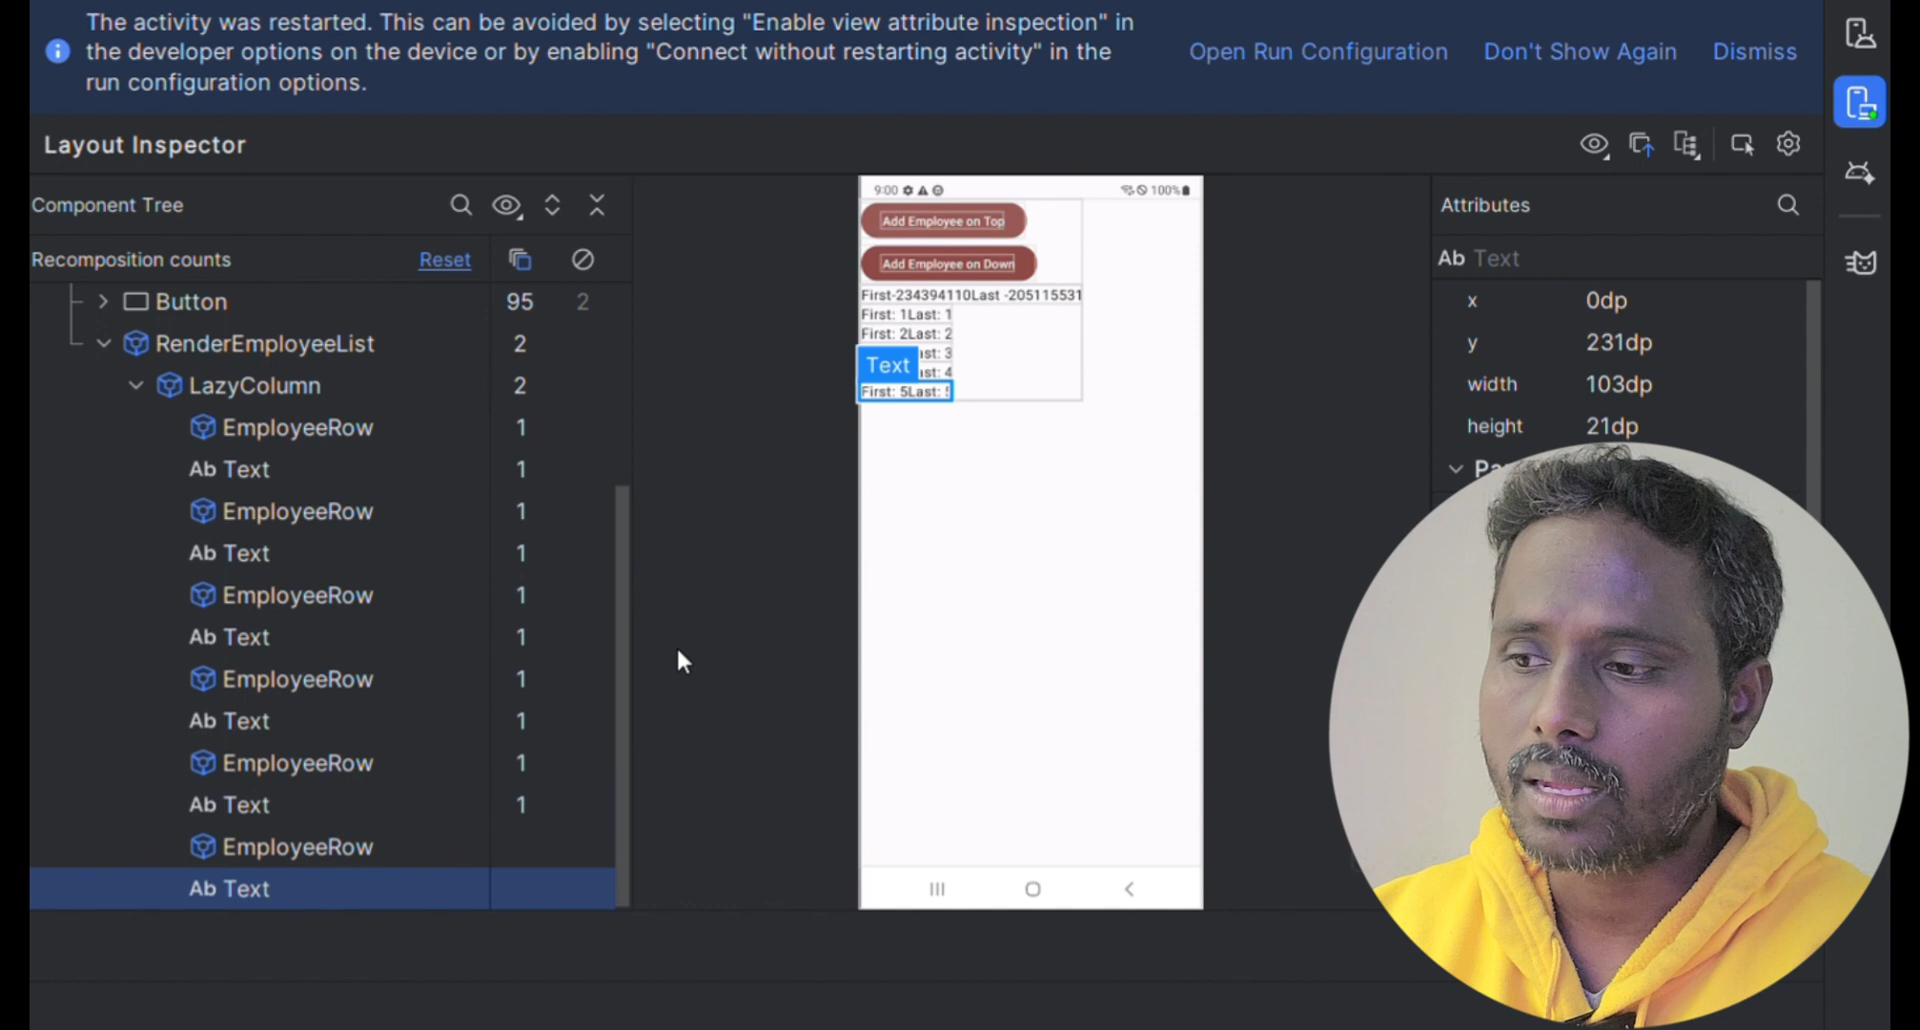 The activity was restarted. This can be avoided by selecting "Enable view attribute inspection" in
the developer options on the device or by enabling "Connect without restarting activity" in the
run configuration options.
Open Run Configuration
Don't Show Again
Dismiss
Layout Inspector
Component Tree
Recomposition counts
Reset
Button 95 2
RenderEmployeeList 2
LazyColumn 2
EmployeeRow 1
Ab Text 1
EmployeeRow 1
Ab Text 1
EmployeeRow 1
Ab Text 1
EmployeeRow 1
Ab Text 1
EmployeeRow 1
Ab Text 1
EmployeeRow
Ab Text
9:00
100%
Add Employee on Top
Add Employee on Down
First-234394110Last -205115531
First: 1Last: 1
First: 2Last: 2
Text
3
4
First: 5Last:
Attributes
Ab Text
x 0dp
y 231dp
width 103dp
height 21dp